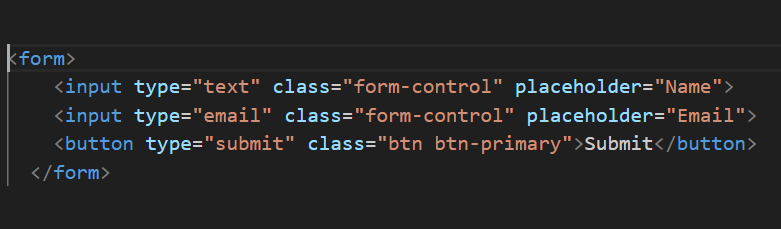 <form>
<input type="text" class="form-control" placeholder="Name">
<input type="email" class="form-control" placeholder="Email">
<button type="submit" class="btn btn-primary">Submit</button>
</form>